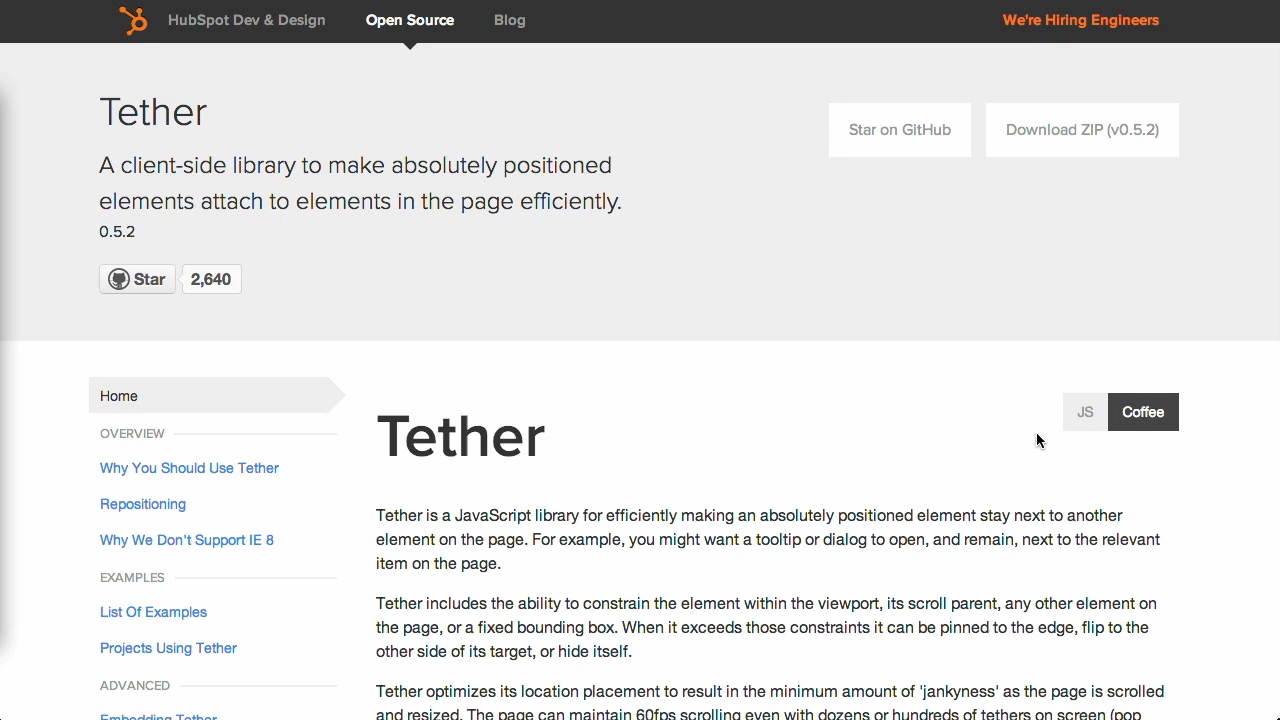 HubSpot Dev & Design
Open Source
Blog
We're Hiring Engineers
Tether
A client-side library to make absolutely positioned
elements attach to elements in the page efficiently.
0.5.2
Star
2,640
Star on GitHub
Download ZIP (v0.5.2)
Home
OVERVIEW
Why You Should Use Tether
Repositioning
Why We Don't Support IE 8
EXAMPLES
List Of Examples
Projects Using Tether
ADVANCED
Embedding Tether
Tether
JS
Coffee
Tether is a JavaScript library for efficiently making an absolutely positioned element stay next to another
element on the page. For example, you might want a tooltip or dialog to open, and remain, next to the relevant
item on the page.
Tether includes the ability to constrain the element within the viewport, its scroll parent, any other element on
the page, or a fixed bounding box. When it exceeds those constraints it can be pinned to the edge, flip to the
other side of its target, or hide itself.
Tether optimizes its location placement to result in the minimum amount of 'jankyness' as the page is scrolled
and resized. The page can maintain 60fps scrolling even with dozens or hundreds of tethers on screen (pop